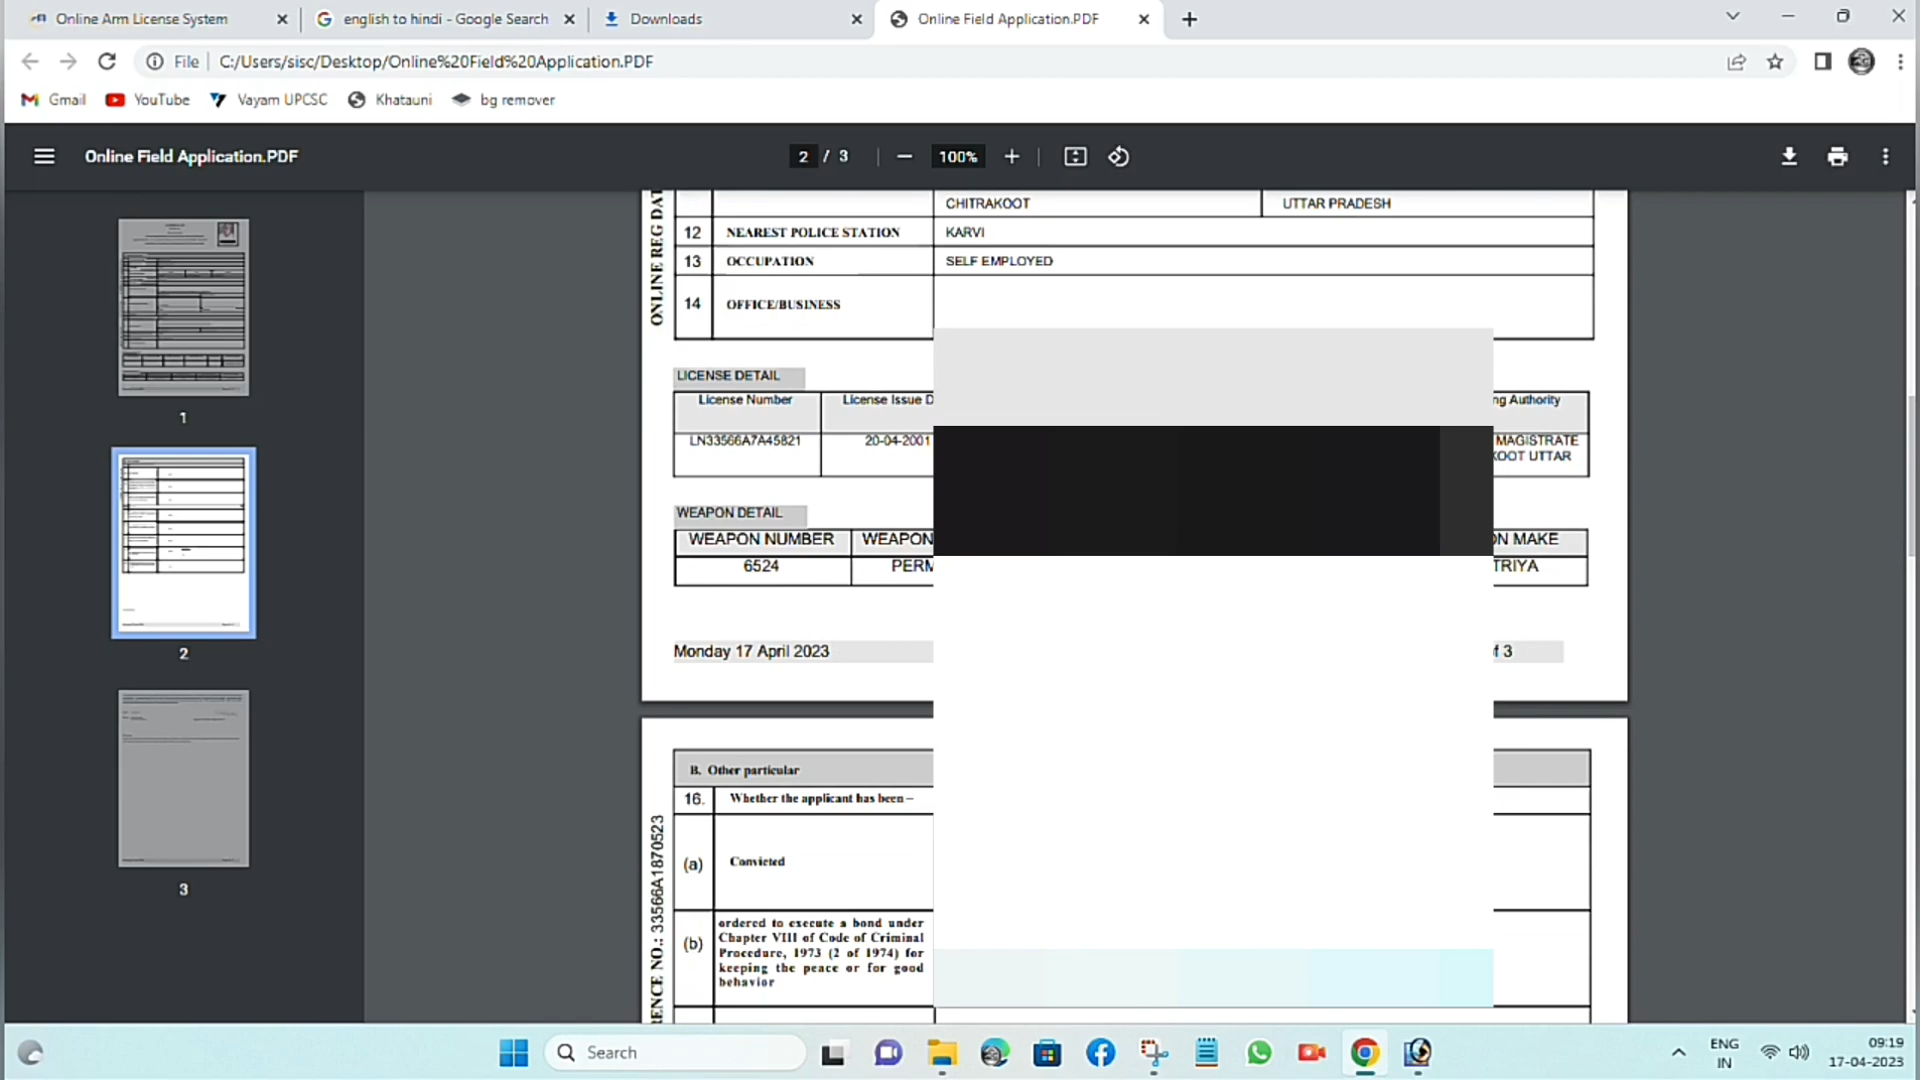 Online Arm License System
english to hindi - Google Search
Downloads
Online Field Application.PDF
File
C:/Users/sisc/Desktop/Online%20Field%20Application.PDF
Gmail
YouTube
Vayam UPCSC
Khatauni
bg remover
Online Field Application.PDF
2 / 3
100%
1
2
3
ONLINE REG DAT
CHITRAKOOT
UTTAR PRADESH
12 NEAREST POLICE STATION KARVI
13 OCCUPATION SELF EMPLOYED
14 OFFICE/BUSINESS
LICENSE DETAIL
License Number License Issue D ng Authority
LN33566A7A45821 20-04-2001 MAGISTRATE
KOOT UTTAR
WEAPON DETAIL
WEAPON NUMBER WEAPON ON MAKE
6524 PERM TRIYA
Monday 17 April 2023 f 3
B. Other particular
16. Whether the applicant has been –
(a) Convicted
(b) ordered to execute a bond under
Chapter VIII of Code of Criminal
Procedure, 1973 (2 of 1974) for
keeping the peace or for good
behavior
RENCE NO.: 33566A1870523
Search
ENG
IN
09:19
17-04-2023